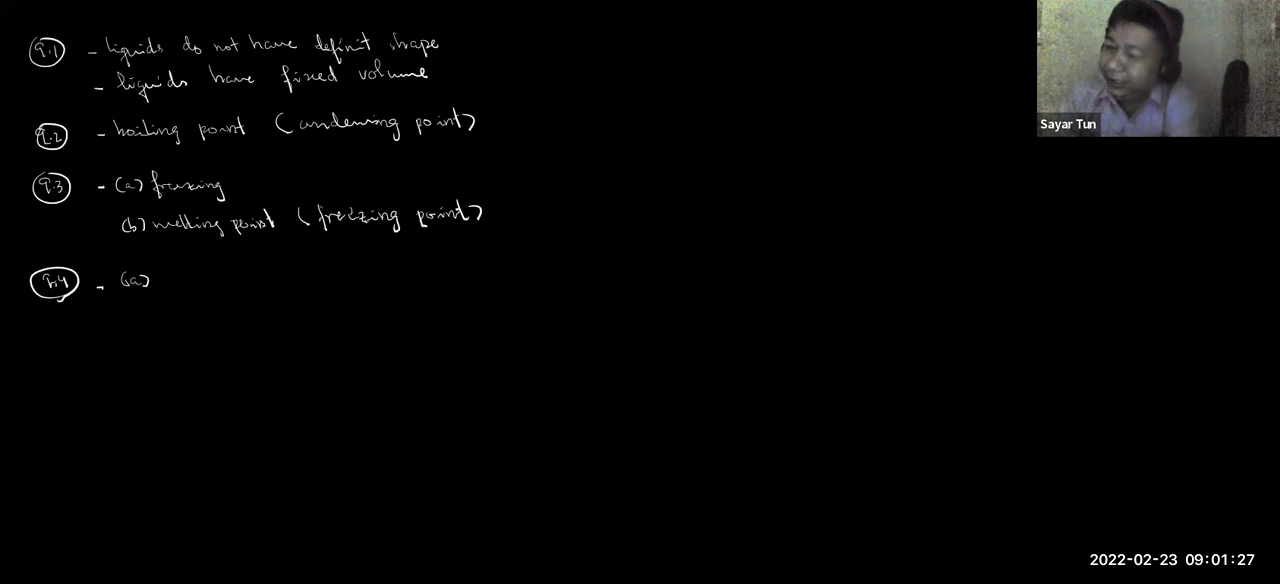 Q.1 - liquids do not have definit shape
- liquids have fixed volume
Q.2 - boiling point (condensing point)
Q.3 - (a) freezing
(b) melting point (freezing point)
Q.4 - (a)
Sayar Tun
2022-02-23 09:01:27